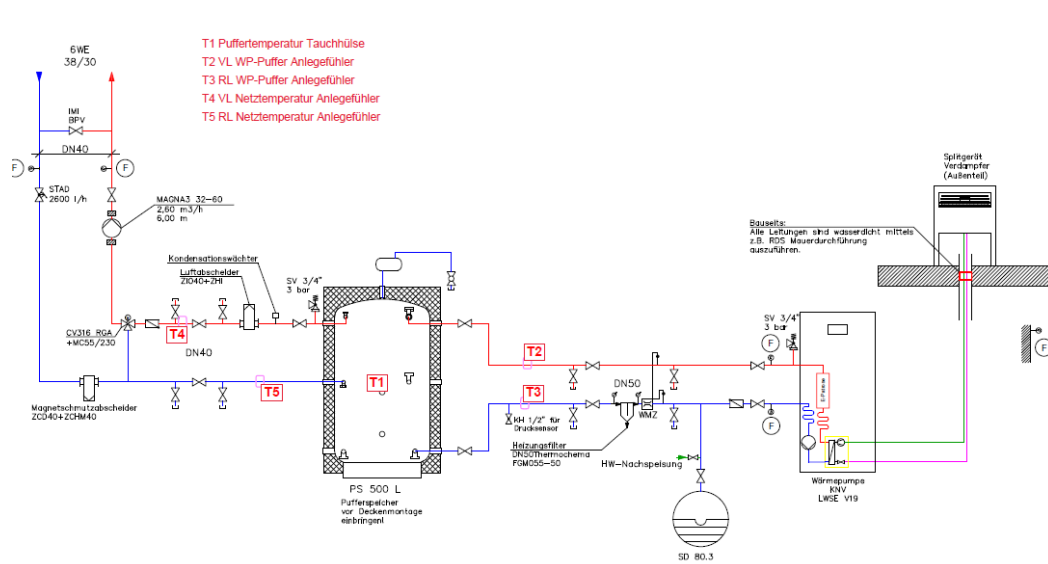 T1 Puffertemperatur Tauchhülse
T2 VL WP-Puffer Anlegefühler
T3 RL WP-Puffer Anlegefühler
T4 VL Netztemperatur Anlegefühler
T5 RL Netztemperatur Anlegefühler
6WE
38/30
IMI
BPV
DN40
F
F
STAD
2600 l/h
MAGNA3 32-60
2,60 m3/h
6,00 m
Kondensationswächter
Luftabscheider
ZIO40+ZHI
SV 3/4"
3 bar
CV316 RGA
+MC55/230
T4
DN40
T5
Magnetschmutzabscheider
ZCD40+ZCHM40
T1
PS 500 L
Pufferspeicher
vor Deckenmontage
einbringen!
T2
T3
KH 1/2" für
Drucksensor
DN50
WMZ
Heizungsfilter
DN50Thermochema
FGM055-50
HW-Nachspeisung
SD 80.3
SV 3/4"
3 bar
F
F
E-Patrone
Wärmepumpe
KNV
LWSE V19
Splitgerät
Verdampfer
(Außenteil)
Bauseits:
Alle Leitungen sind wasserdicht mittels
z.B. RDS Mauerdurchführung
auszuführen.
F